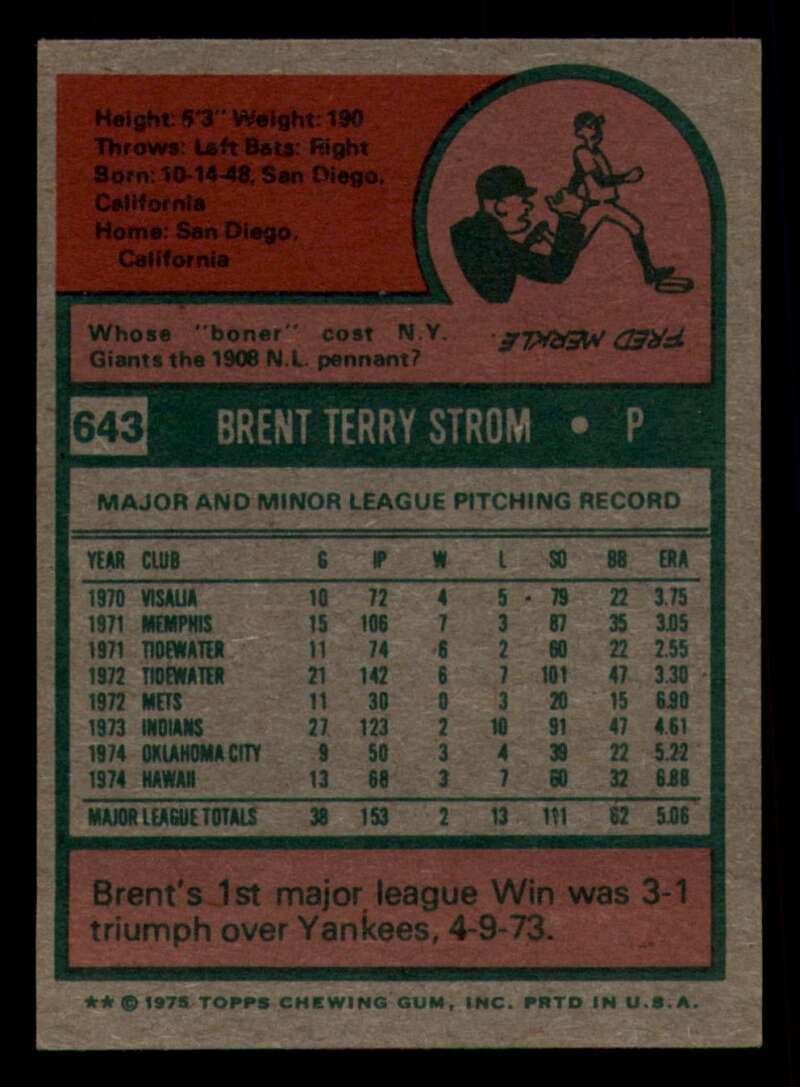 Height: 6'3" Weight: 190
Throws: Left Bats: Right
Born: 10-14-48, San Diego,
California
Home: San Diego,
California
Whose "boner" cost N.Y.
Giants the 1908 N.L. pennant?
FRED MERKLE.
643 BRENT TERRY STROM • P
MAJOR AND MINOR LEAGUE PITCHING RECORD
YEAR CLUB G IP W L SO BB ERA
1970 VISALIA 10 72 4 5 79 22 3.75
1971 MEMPHIS 15 106 7 3 87 35 3.05
1971 TIDEWATER 11 74 6 2 60 22 2.55
1972 TIDEWATER 21 142 6 7 101 47 3.30
1972 METS 11 30 0 3 20 15 6.90
1973 INDIANS 27 123 2 10 91 47 4.61
1974 OKLAHOMA CITY 9 50 3 4 39 22 5.22
1974 HAWAII 13 68 3 7 60 32 6.88
MAJOR LEAGUE TOTALS 38 153 2 13 111 62 5.06
Brent's 1st major league Win was 3-1
triumph over Yankees, 4-9-73.
** © 1975 TOPPS CHEWING GUM, INC. PRTD IN U.S.A.